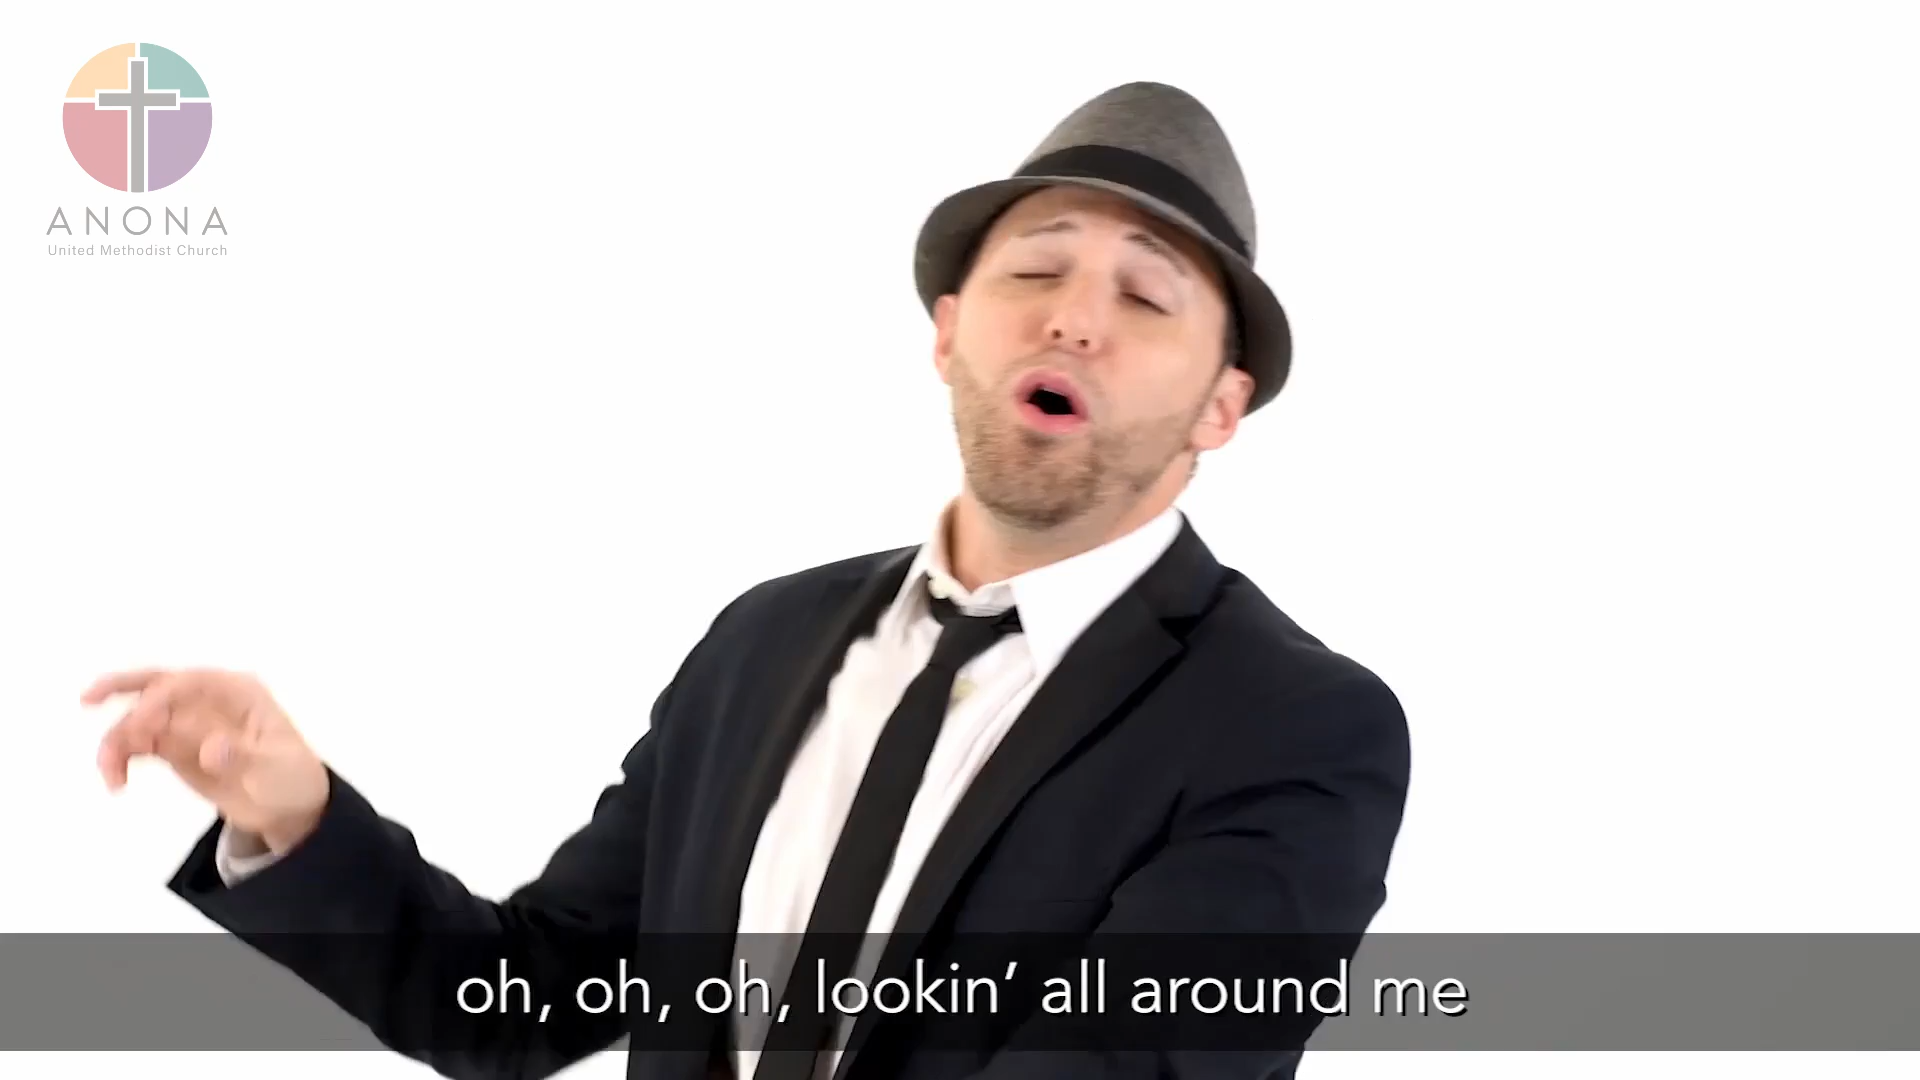 ANONA
United Methodist Church
oh, oh, oh, lookin’ all around me